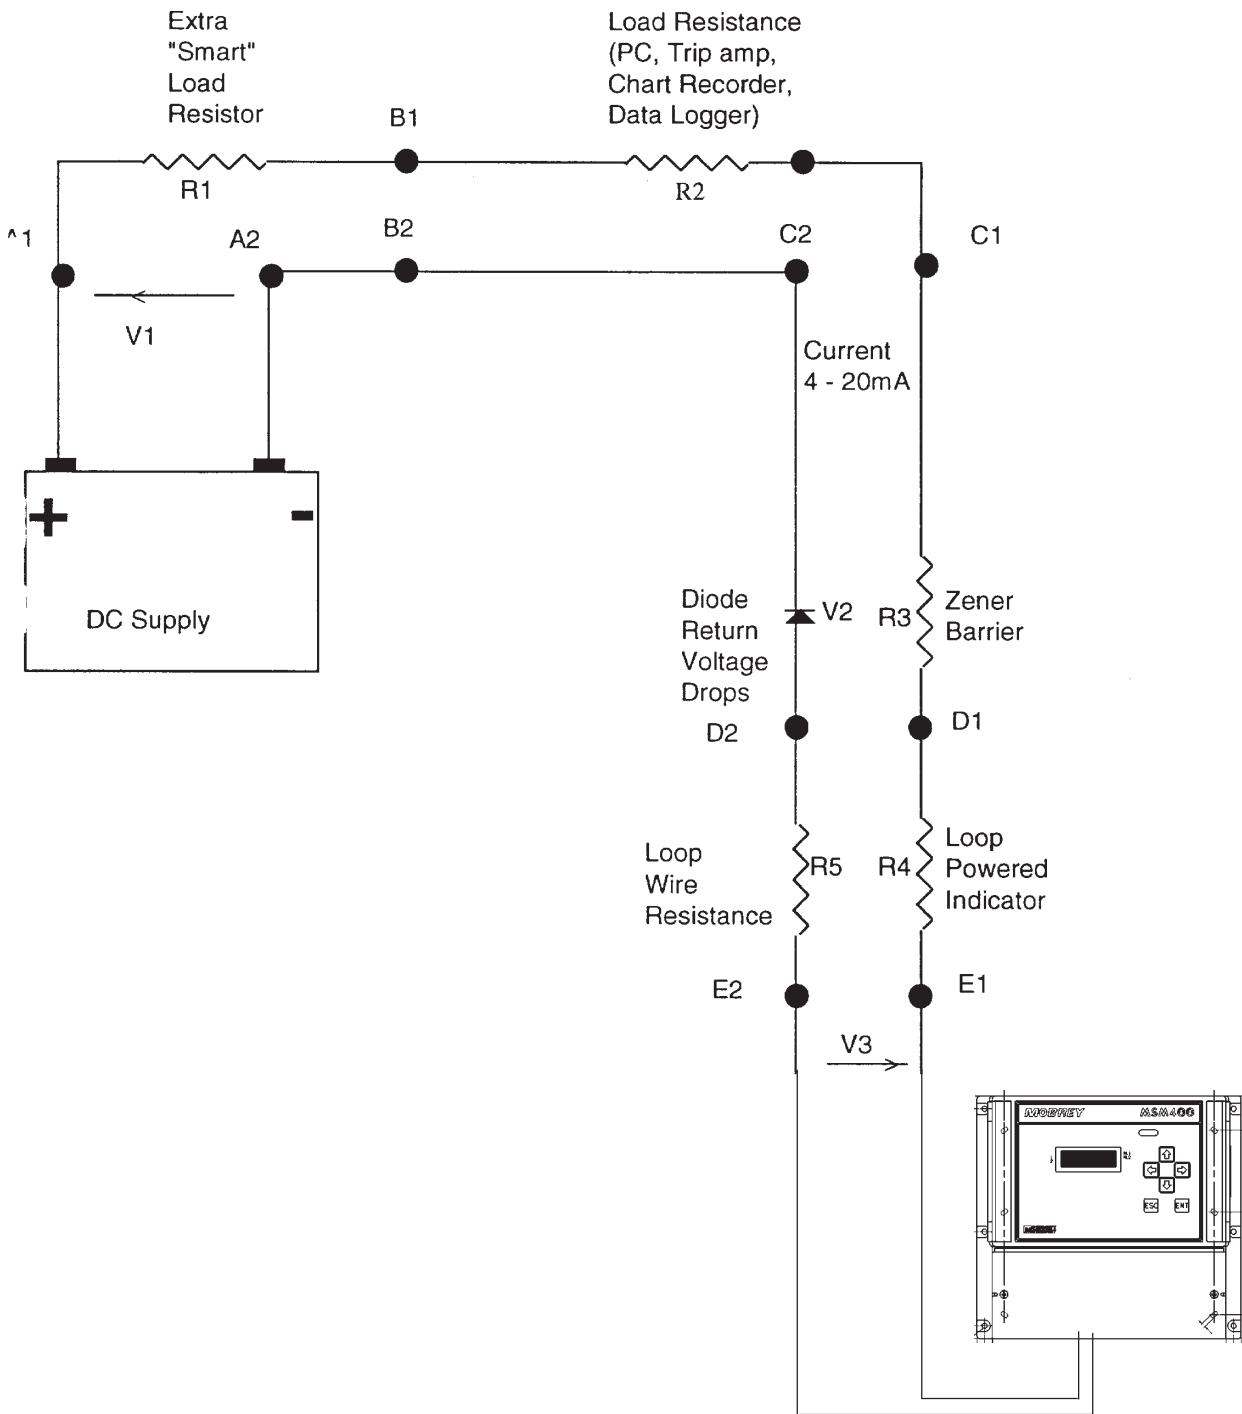 Extra
"Smart"
Load
Resistor
Load Resistance
(PC, Trip amp,
Chart Recorder,
Data Logger)
B1
R1
R2
^1
A2
B2
C2
C1
V1
Current
4 - 20mA
+
-
DC Supply
Diode
Return
Voltage
Drops
V2
R3
Zener
Barrier
D2
D1
Loop
Wire
Resistance
R5
R4
Loop
Powered
Indicator
E2
E1
V3
MOBREY
MSM400
ESC
ENT